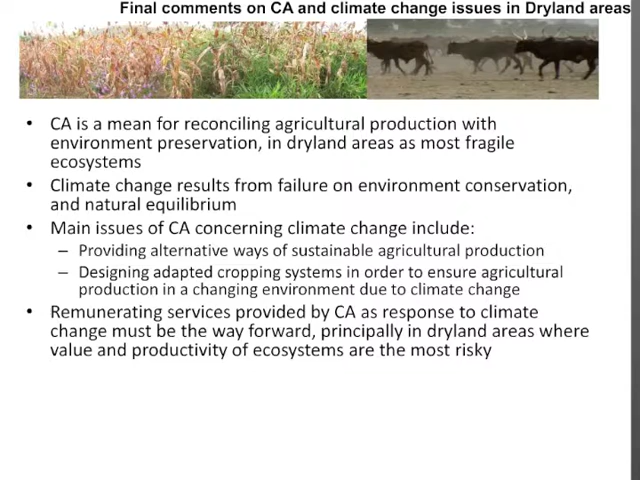 Final comments on CA and climate change issues in Dryland areas
• CA is a mean for reconciling agricultural production with
environment preservation, in dryland areas as most fragile
ecosystems
• Climate change results from failure on environment conservation,
and natural equilibrium
• Main issues of CA concerning climate change include:
– Providing alternative ways of sustainable agricultural production
– Designing adapted cropping systems in order to ensure agricultural
production in a changing environment due to climate change
• Remunerating services provided by CA as response to climate
change must be the way forward, principally in dryland areas where
value and productivity of ecosystems are the most risky